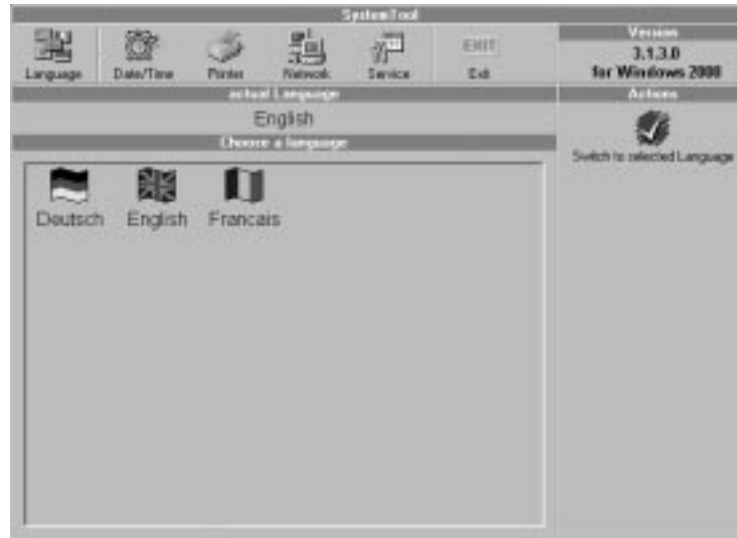 SystemTool
Language Date/Time Printer Network Service EXIT Exit
Version
3.1.3.0
for Windows 2000
actual Language
English
Actions
Choose a language
Switch to selected Language
Deutsch English Francais